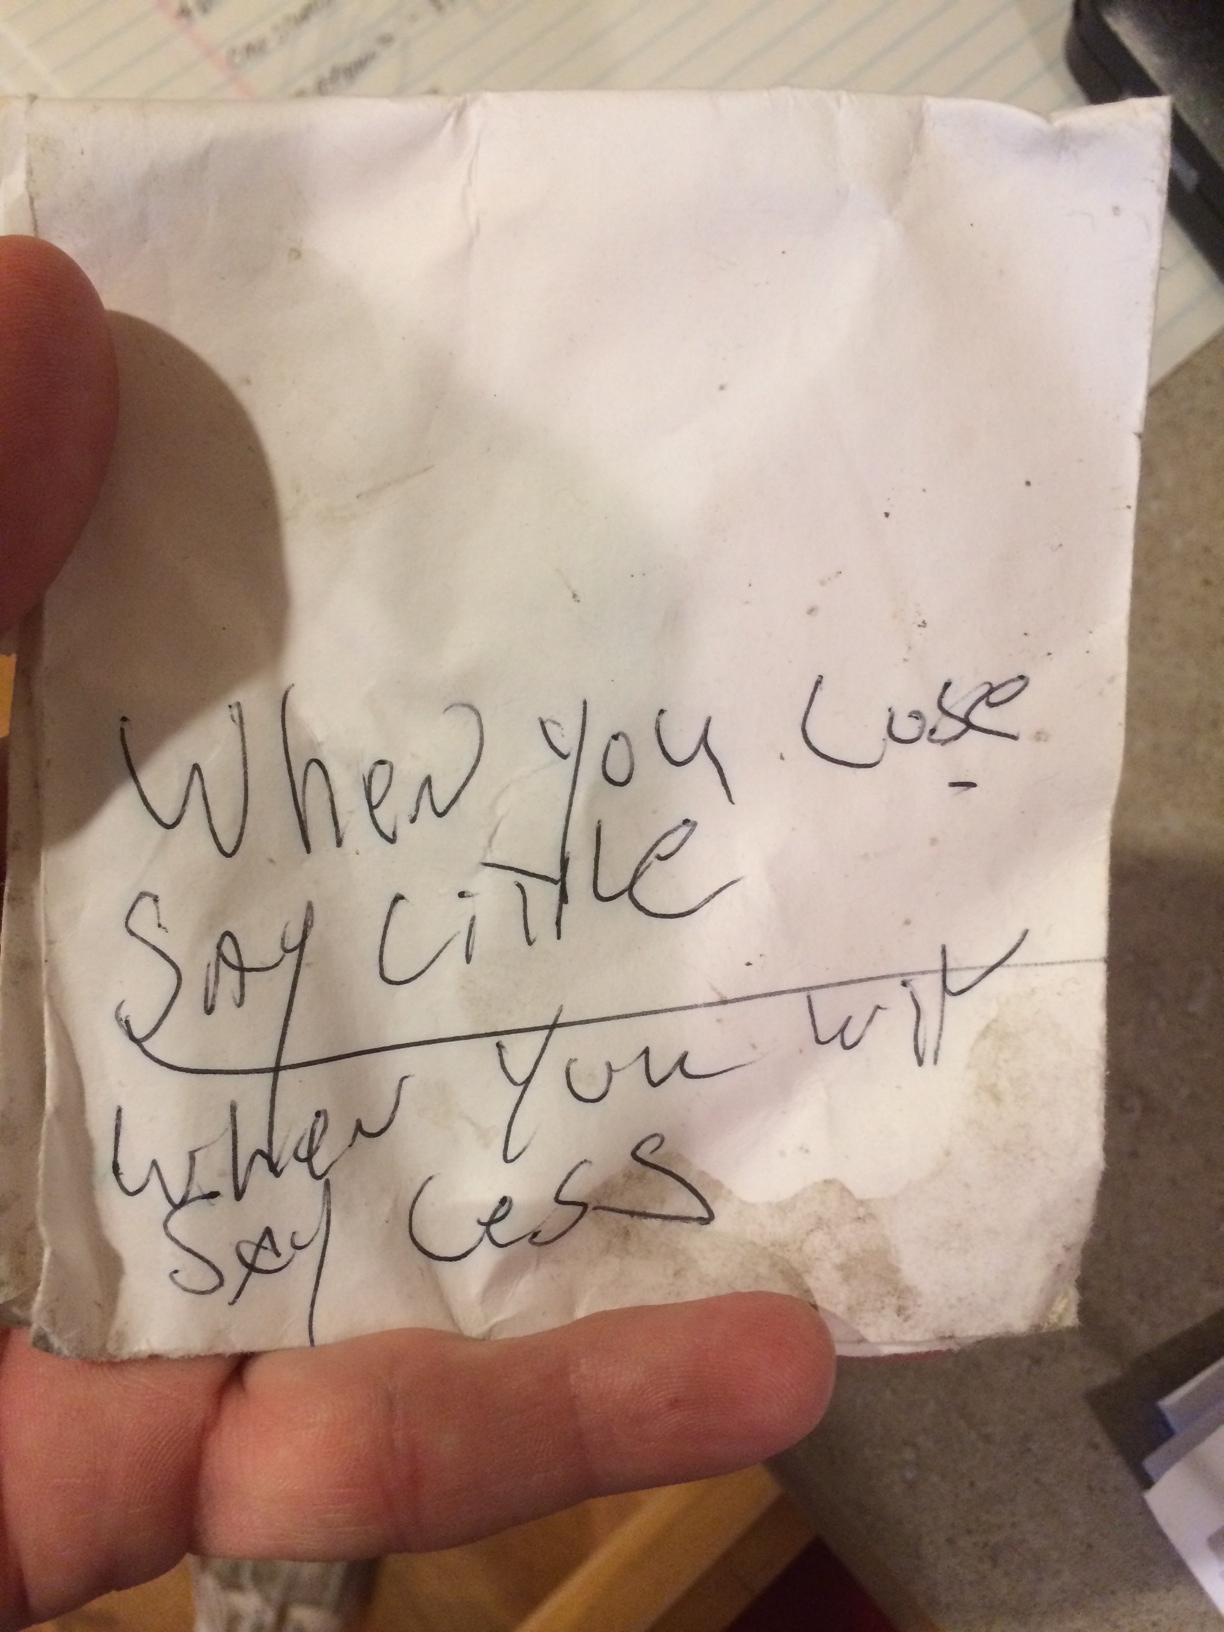 When you Lose
SAy LittLe
When you WiN
Say Less